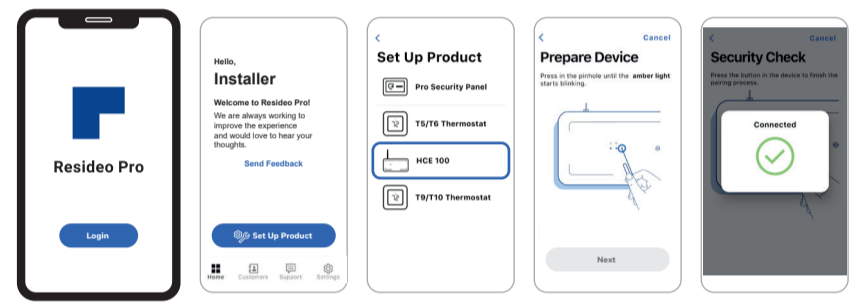 Resideo Pro
Login
Hello,
Installer
Welcome to Resideo Pro!
We are always working to
improve the experience
and would love to hear your
thoughts.
Send Feedback
Set Up Product
Home
Customers
Support
Settings
Set Up Product
Pro Security Panel
T5/T6 Thermostat
HCE 100
T9/T10 Thermostat
Cancel
Prepare Device
Press in the pinhole until the amber light
starts blinking.
Next
Cancel
Security Check
Press the button in the device to finish the
pairing process.
Connected